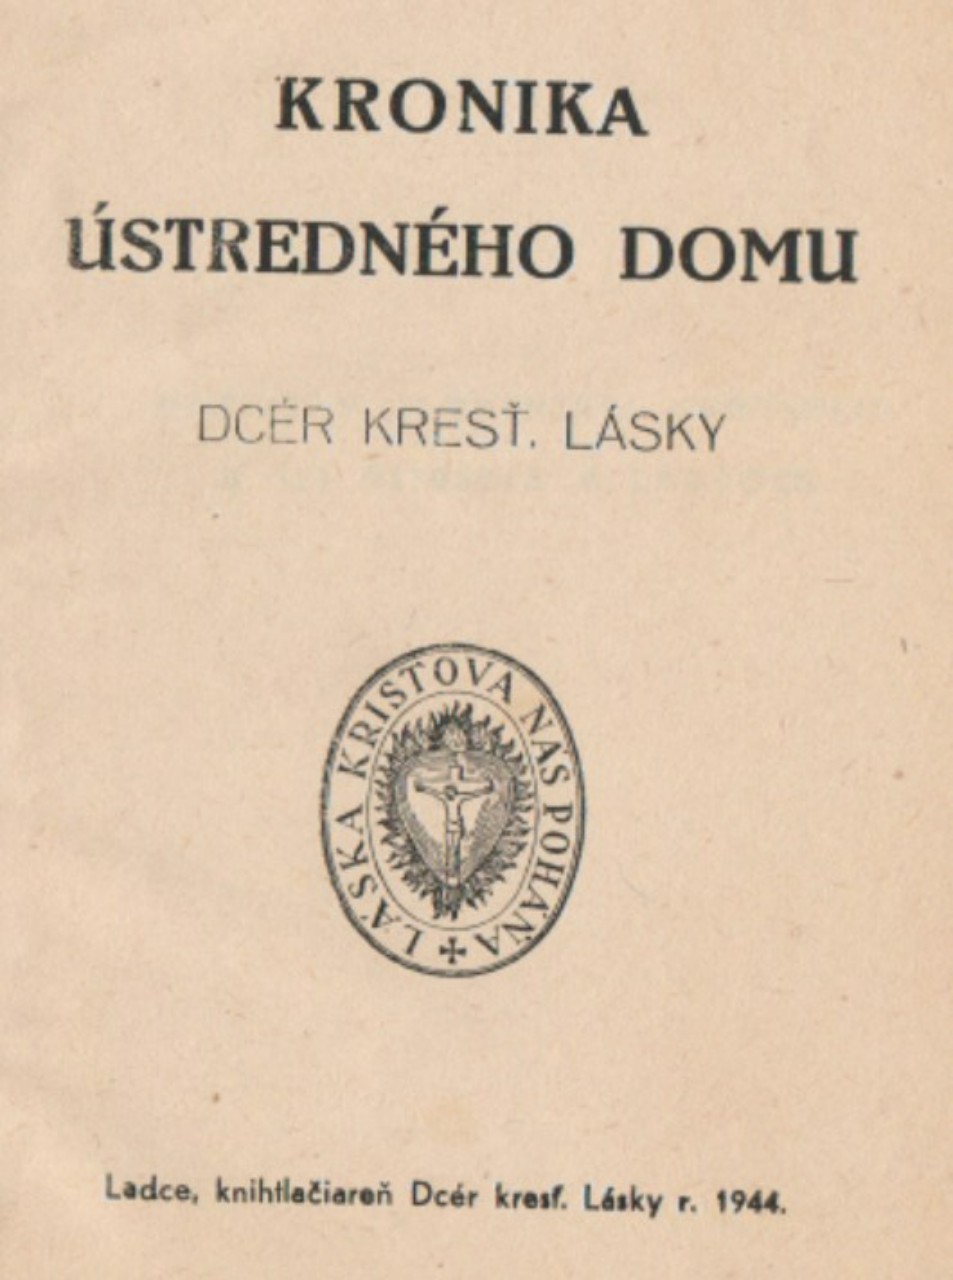 KRONIKA
ÚSTREDNÉHO DOMU
DCÉR KRESŤ. LÁSKY
LÁSKA KRISTOVA NÁS POHÁŇA
Ladce, knihtlačiareň Dcér kresť. Lásky r. 1944.